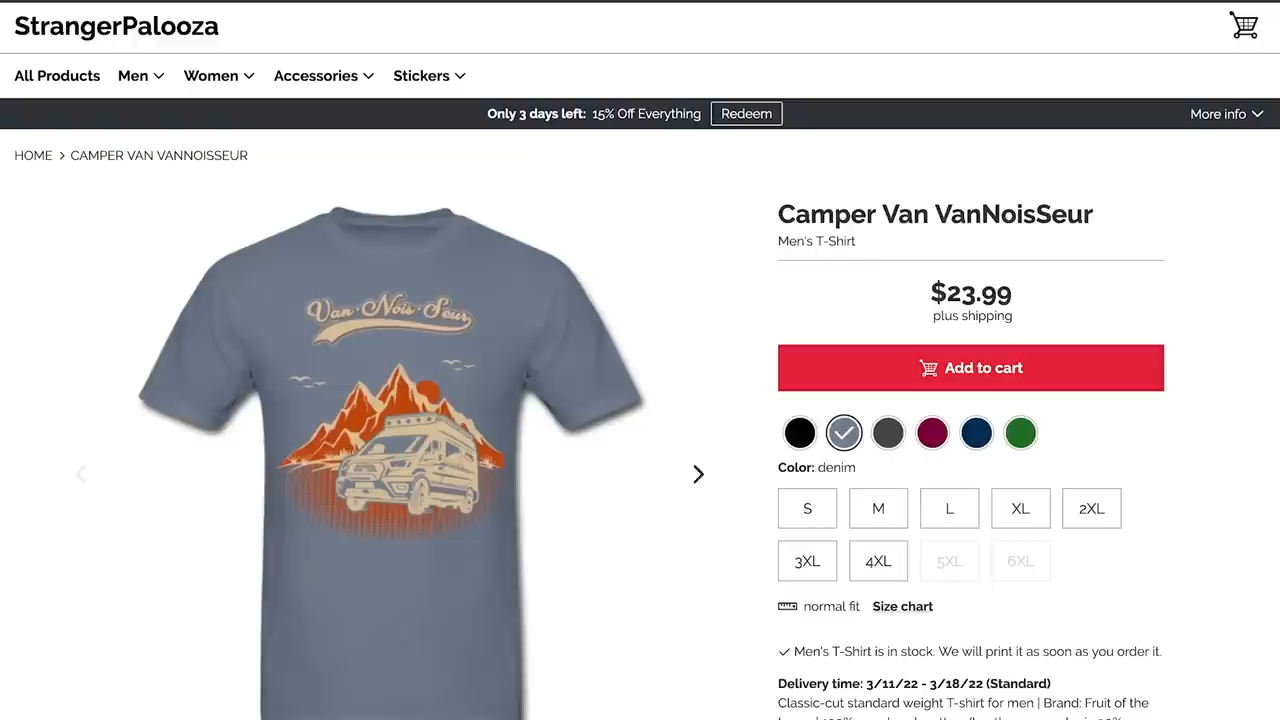 StrangerPalooza
All Products Men Women Accessories Stickers
Only 3 days left: 15% Off Everything Redeem More info
HOME > CAMPER VAN VANNOISSEUR
Van·Nois·Seur
Camper Van VanNoisSeur
Men's T-Shirt
$23.99
plus shipping
Add to cart
Color: denim
S M L XL 2XL
3XL 4XL 5XL 6XL
normal fit Size chart
Men's T-Shirt is in stock. We will print it as soon as you order it.
Delivery time: 3/11/22 - 3/18/22 (Standard)
Classic-cut standard weight T-shirt for men | Brand: Fruit of the